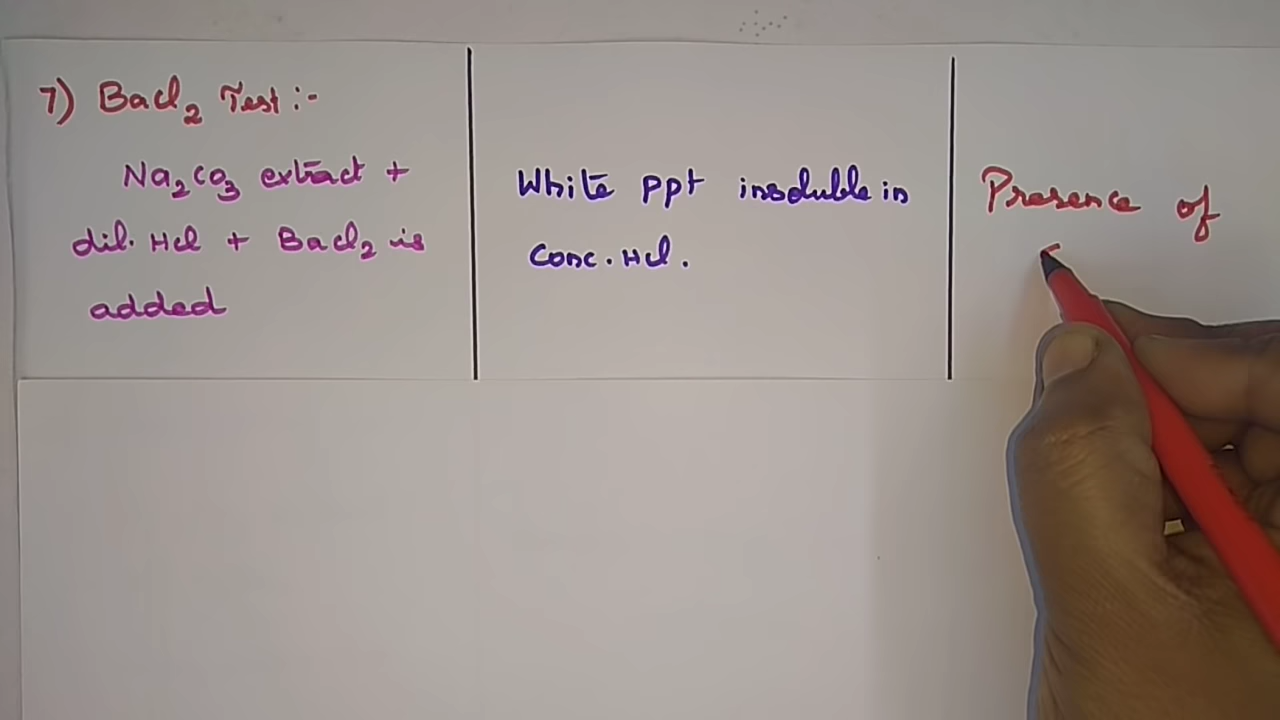 7) BaCl2 Test :-
Na2CO3 extract +
dil. HCl + BaCl2 is
added
White ppt insoluble in
Conc. HCl.
Presence of